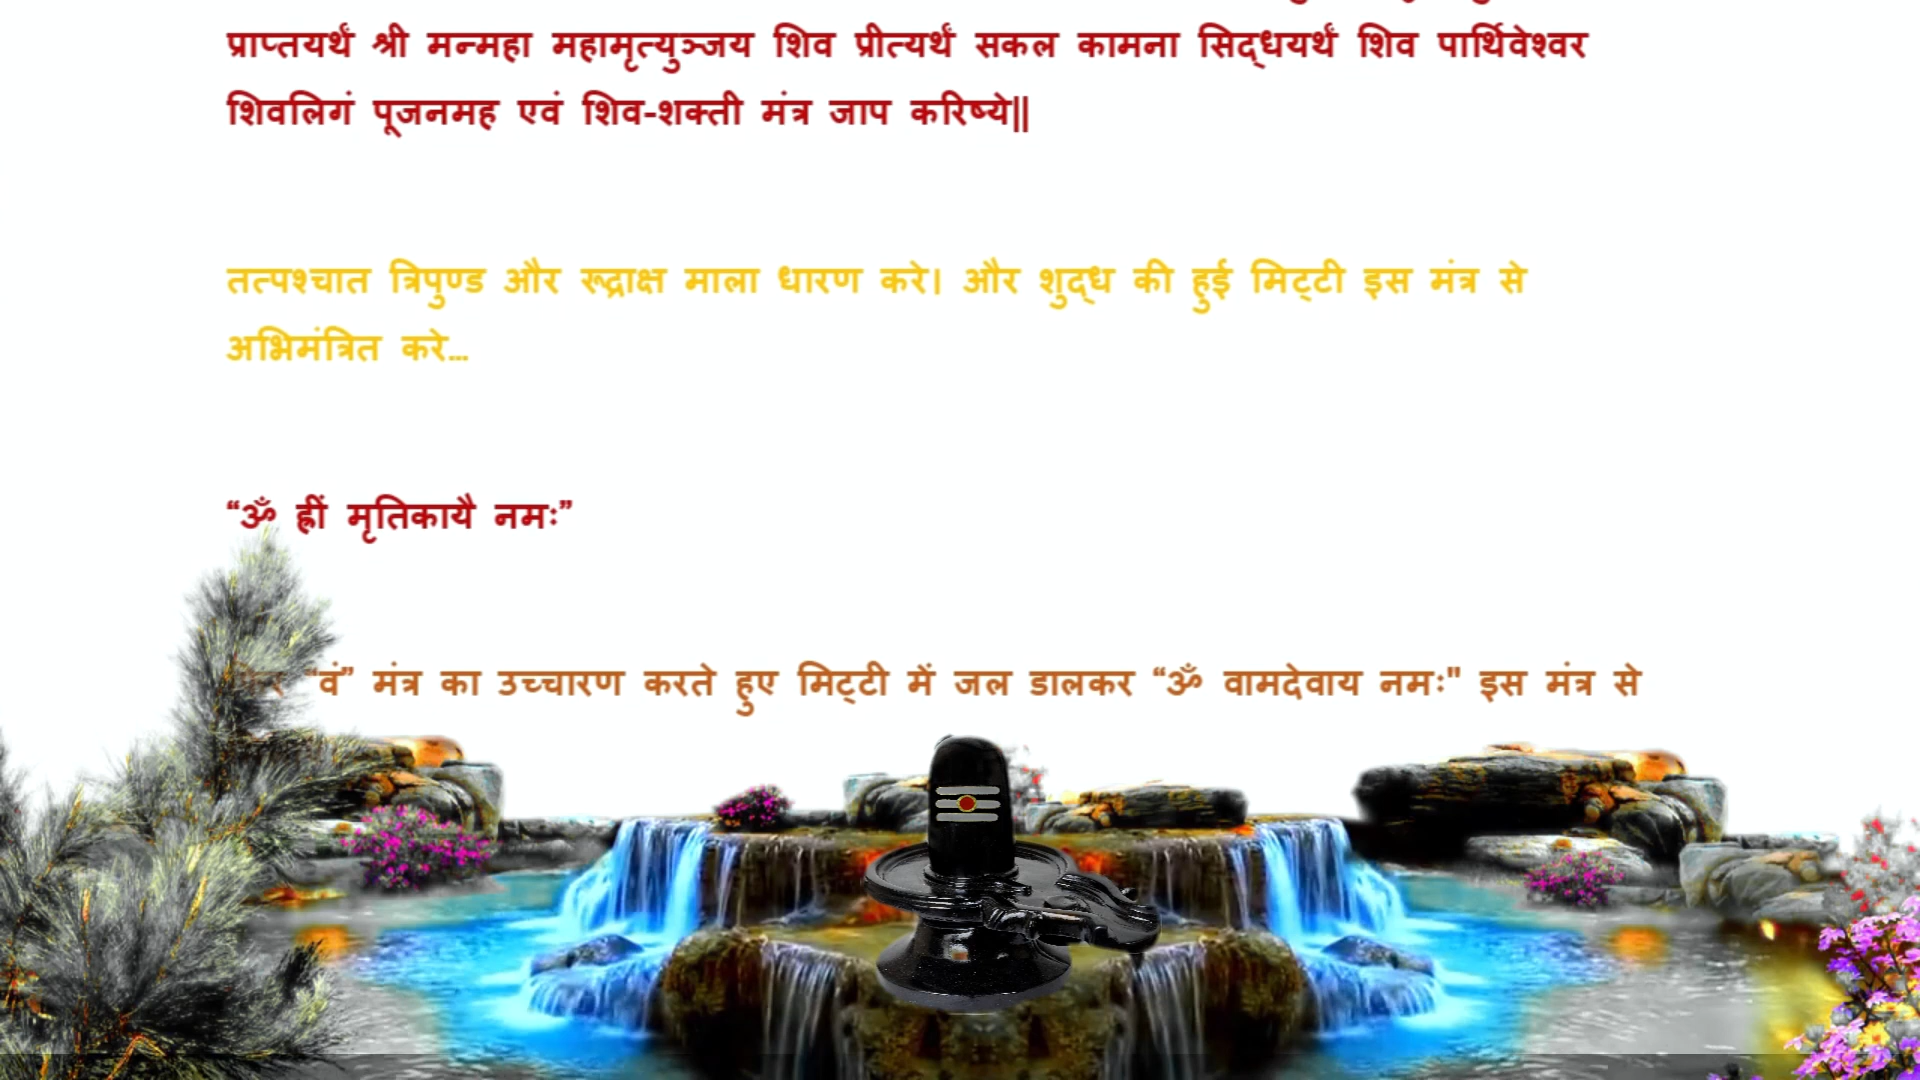 प्राप्तयर्थं श्री मन्महा महामृत्युञ्जय शिव प्रीत्यर्थं सकल कामना सिद्धयर्थं शिव पार्थिवेश्वर
शिवलिगं पूजनमह एवं शिव-शक्ती मंत्र जाप करिष्ये||
तत्पश्चात त्रिपुण्ड और रूद्राक्ष माला धारण करे। और शुद्ध की हुई मिट्टी इस मंत्र से
अभिमंत्रित करे...
“ॐ ह्रीं मृतिकायै नमः”
“वं” मंत्र का उच्चारण करते हुए मिट्टी में जल डालकर “ॐ वामदेवाय नमः" इस मंत्र से